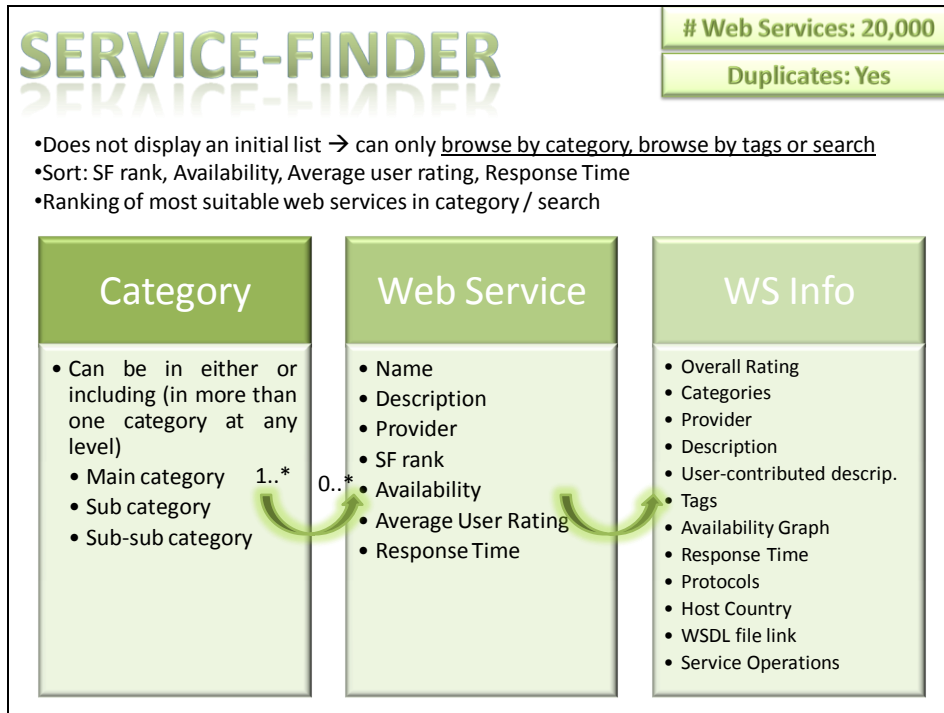 SERVICE-FINDER
# Web Services: 20,000
Duplicates: Yes
•Does not display an initial list → can only browse by category, browse by tags or search
•Sort: SF rank, Availability, Average user rating, Response Time
•Ranking of most suitable web services in category / search
Category
• Can be in either or
including (in more than
one category at any
level)
• Main category
• Sub category
• Sub-sub category
1..*
0..*
Web Service
• Name
• Description
• Provider
• SF rank
• Availability
• Average User Rating
• Response Time
WS Info
• Overall Rating
• Categories
• Provider
• Description
• User-contributed descrip.
• Tags
• Availability Graph
• Response Time
• Protocols
• Host Country
• WSDL file link
• Service Operations